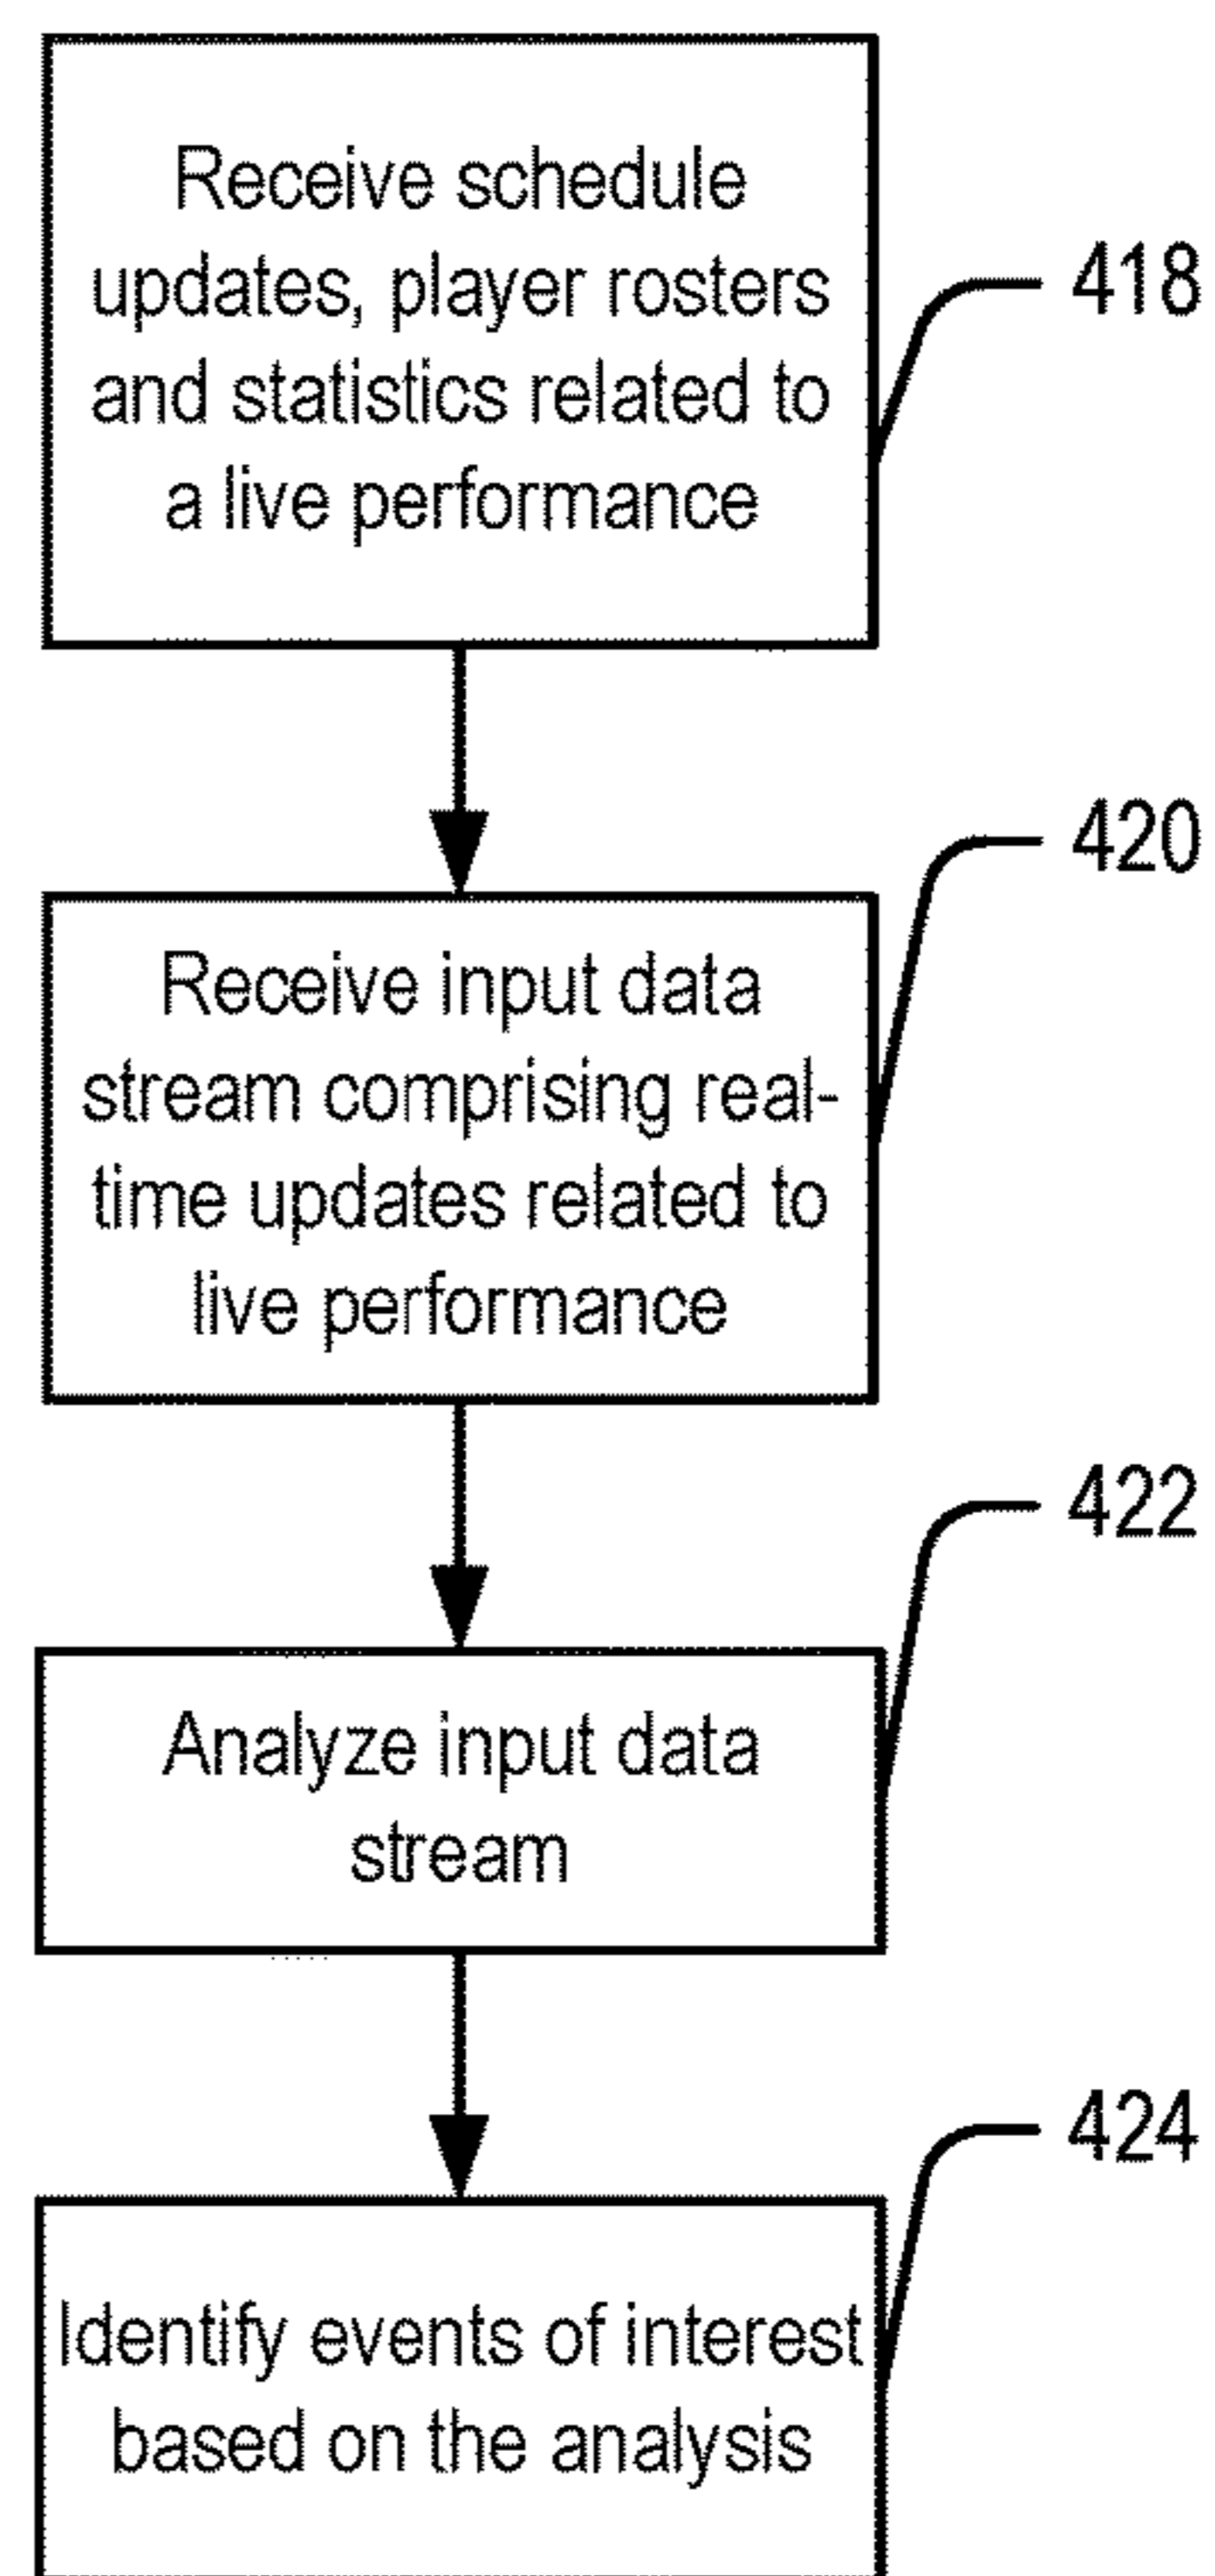 Receive schedule
updates, player rosters
and statistics related to
a live performance
418
Receive input data
stream comprising real-
time updates related to
live performance
420
Analyze input data
stream
422
Identify events of interest
based on the analysis
424